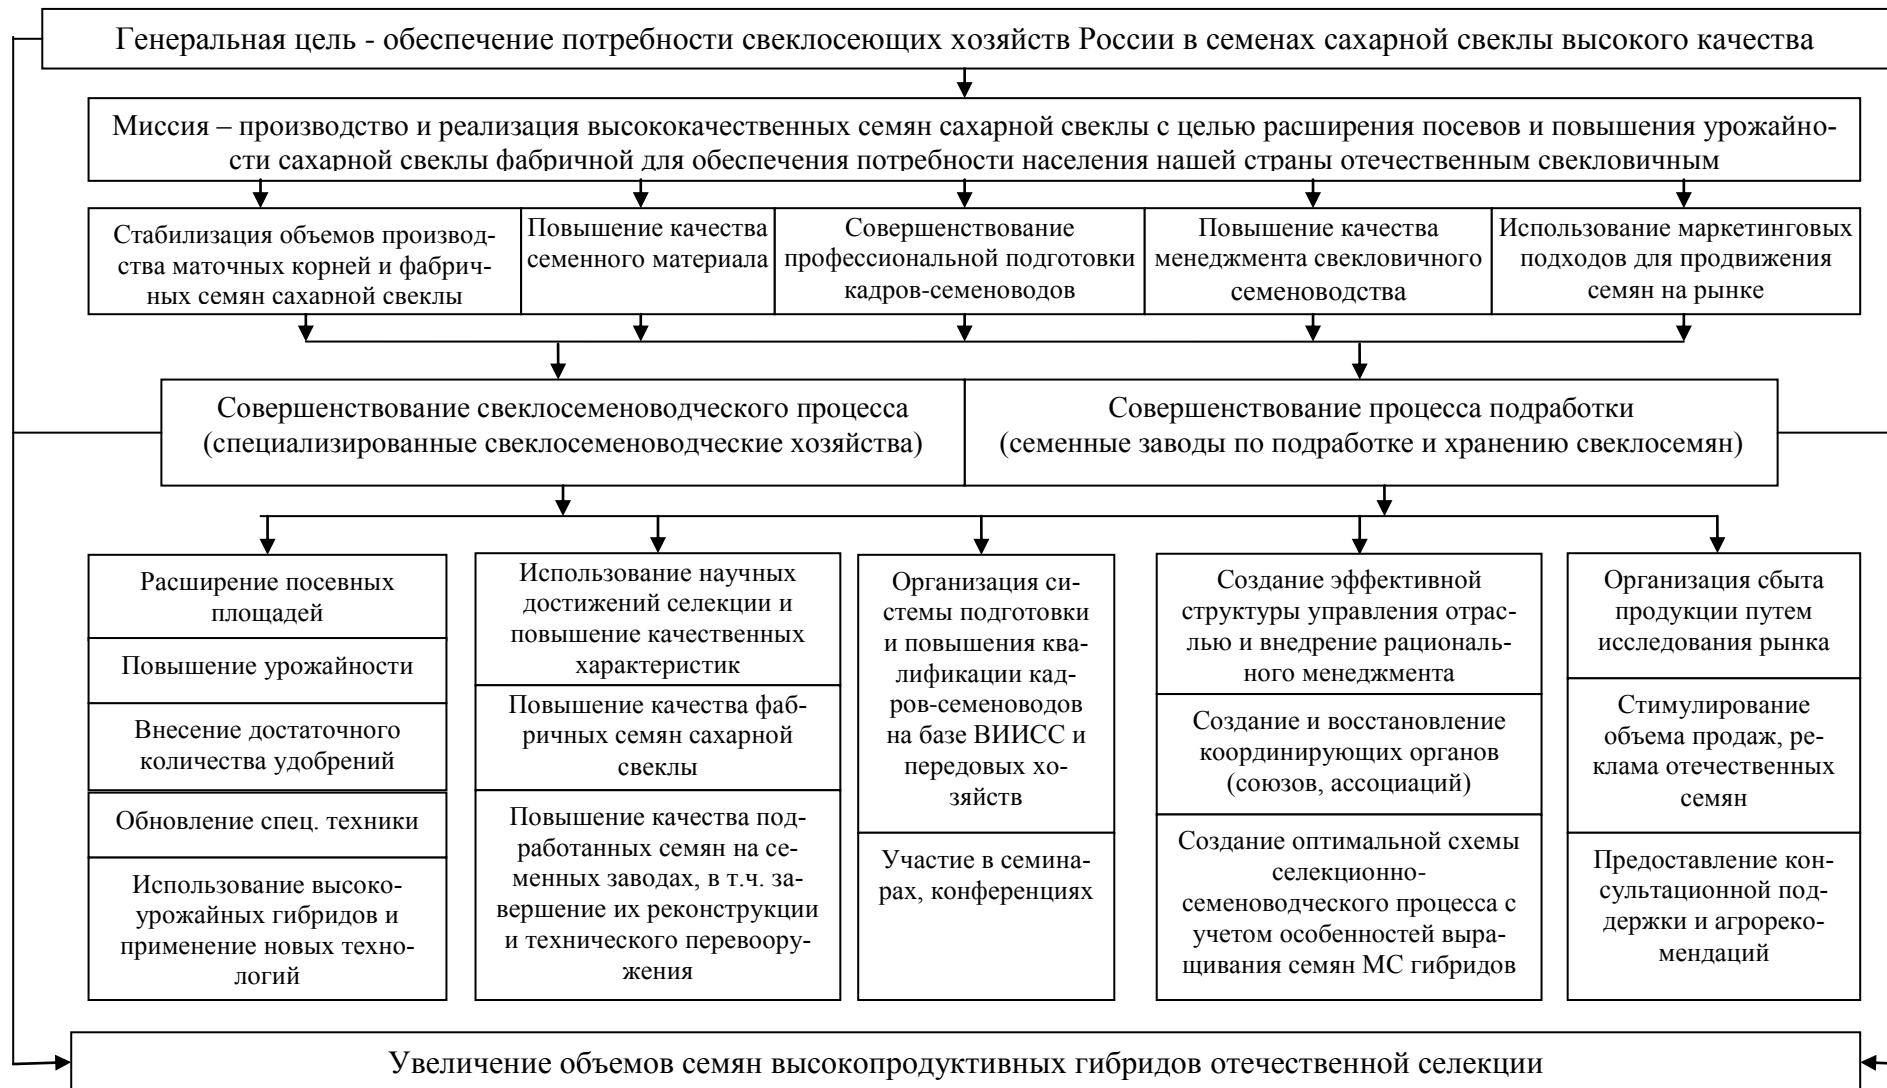 Генеральная цель - обеспечение потребности свеклосеющих хозяйств России в семенах сахарной свеклы высокого качества
Миссия – производство и реализация высококачественных семян сахарной свеклы с целью расширения посевов и повышения урожайно-
сти сахарной свеклы фабричной для обеспечения потребности населения нашей страны отечественным свекловичным
Стабилизация объемов производ-
ства маточных корней и фабрич-
ных семян сахарной свеклы
Повышение качества
семенного материала
Совершенствование
профессиональной подготовки
кадров-семеноводов
Повышение качества
менеджмента свекловичного
семеноводства
Использование маркетинговых
подходов для продвижения
семян на рынке
Совершенствование свеклосеменоводческого процесса
(специализированные свеклосеменоводческие хозяйства)
Совершенствование процесса подработки
(семенные заводы по подработке и хранению свеклосемян)
Расширение посевных
площадей
Повышение урожайности
Внесение достаточного
количества удобрений
Обновление спец. техники
Использование высоко-
урожайных гибридов и
применение новых техно-
логий
Использование научных
достижений селекции и
повышение качественных
характеристик
Повышение качества фаб-
ричных семян сахарной
свеклы
Повышение качества под-
работанных семян на се-
менных заводах, в т.ч. за-
вершение их реконструкции
и технического перевоору-
жения
Организация си-
стемы подготовки
и повышения ква-
лификации кад-
ров-семеноводов
на базе ВИИСС и
передовых хо-
зяйств
Участие в семина-
рах, конференциях
Создание эффективной
структуры управления отрас-
лью и внедрение рациональ-
ного менеджмента
Создание и восстановление
координирующих органов
(союзов, ассоциаций)
Создание оптимальной схемы
селекционно-
семеноводческого процесса с
учетом особенностей выра-
щивания семян МС гибридов
Организация сбыта
продукции путем
исследования рынка
Стимулирование
объема продаж, ре-
клама отечественных
семян
Предоставление кон-
сультационной под-
держки и агрореко-
мендаций
Увеличение объемов семян высокопродуктивных гибридов отечественной селекции